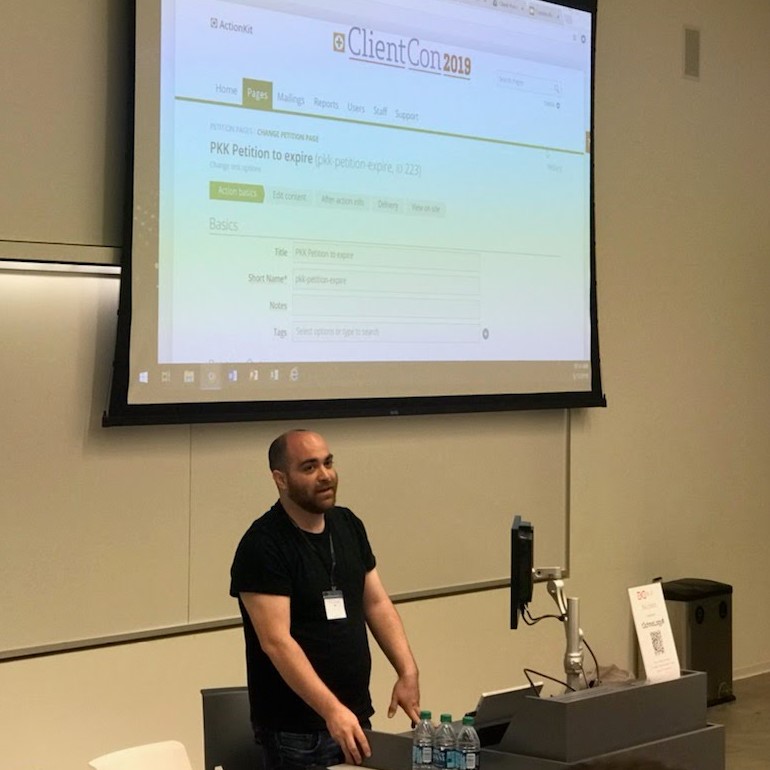 ActionKit
ClientCon 2019
Home Pages Mailings Reports Users Staff Support
PETITION PAGES / CHANGE PETITION PAGE
PKK Petition to expire (pkk petition-expire, ID 223)
Action basics Edit content After-action info Delivery View on site
Basics
Title PKK Petition to expire
Short Name* pkk-petition-expire
Notes
Tags Select options or type to search